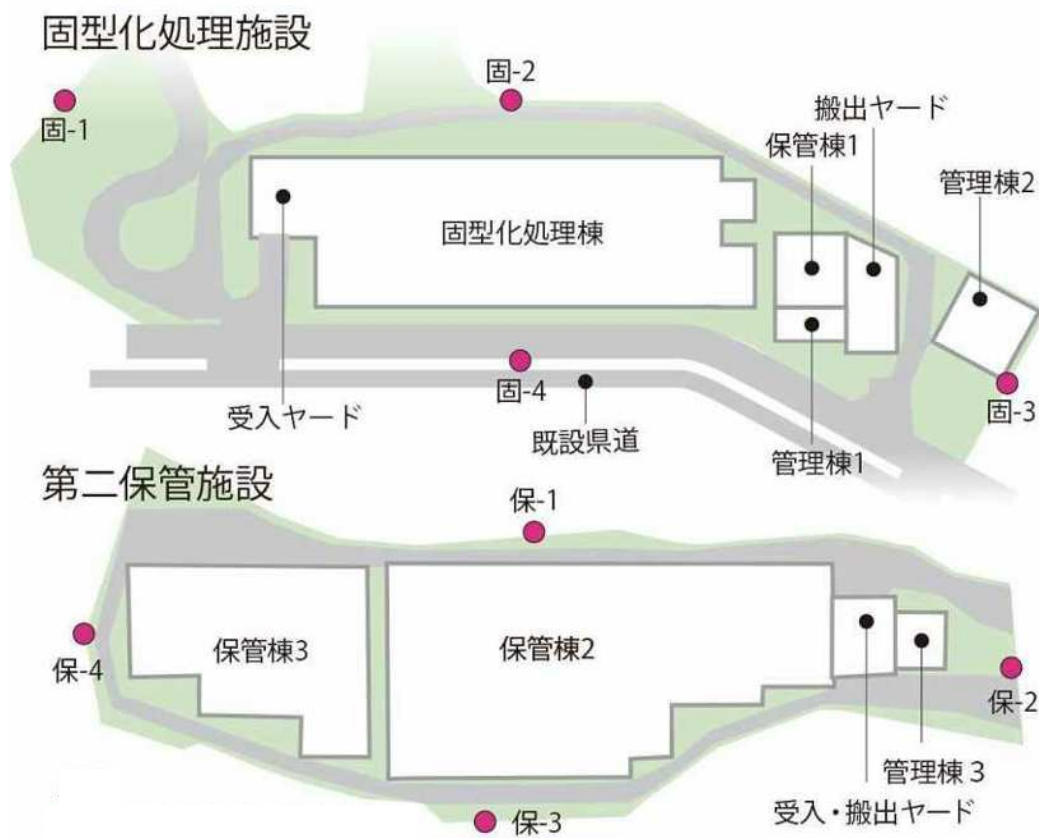 固型化処理施設
固-1
固-2
搬出ヤード
保管棟1
管理棟2
固型化処理棟
固-4
固-3
受入ヤード
既設県道
管理棟1
第二保管施設
保-1
保管棟3
保管棟2
保-4
保-2
管理棟 3
受入・搬出ヤード
保-3